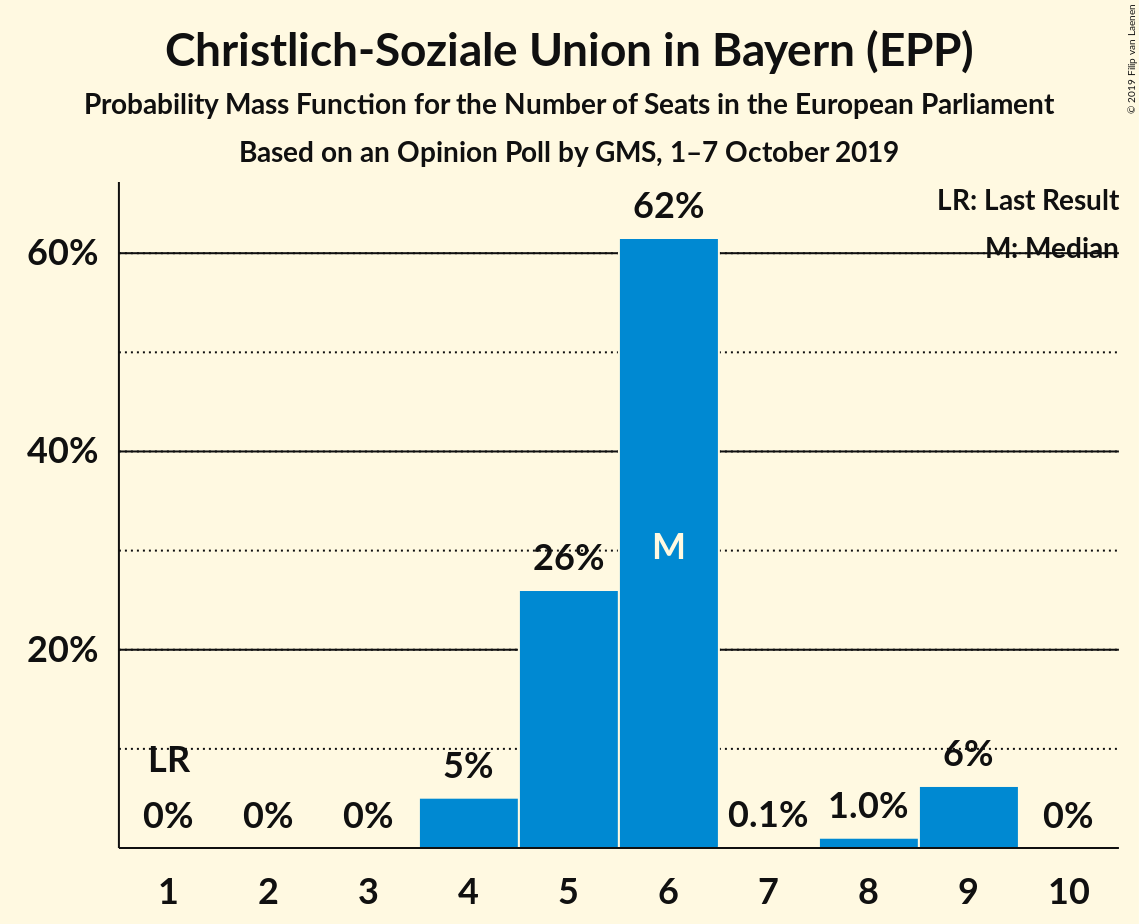 Christlich-Soziale Union in Bayern (EPP)
Probability Mass Function for the Number of Seats in the European Parliament
Based on an Opinion Poll by GMS, 1–7 October 2019
© 2019 Filip van Laenen
LR: Last Result
M: Median
62%
60%
40%
M
26%
20%
LR
5%
6%
0%
0%
0%
0.1%
1.0%
0%
1 2 3 4 5 6 7 8 9 10